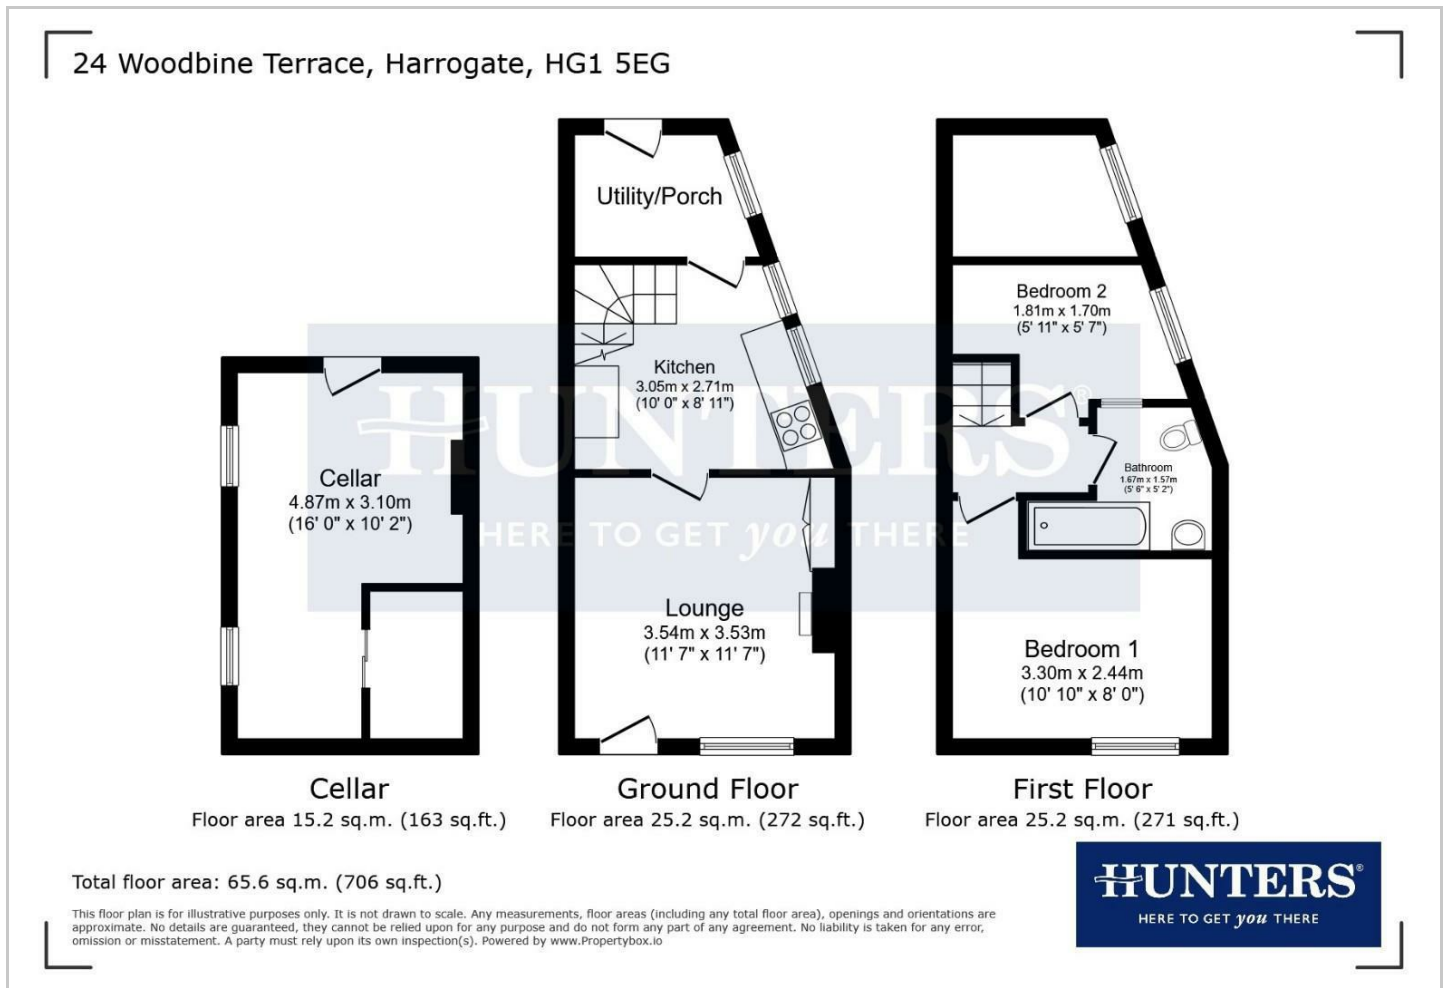 24 Woodbine Terrace, Harrogate, HG1 5EG
Utility/Porch
Kitchen
3.05m x 2.71m
(10' 0" x 8' 11")
Bedroom 2
1.81m x 1.70m
(5' 11" x 5' 7")
Cellar
4.87m x 3.10m
(16' 0" x 10' 2")
Bathroom
1.67m x 1.57m
(5' 6" x 5' 2")
HUNTERS®
HERE TO GET you THERE
Lounge
3.54m x 3.53m
(11' 7" x 11' 7")
Bedroom 1
3.30m x 2.44m
(10' 10" x 8' 0")
Cellar
Floor area 15.2 sq.m. (163 sq.ft.)
Ground Floor
Floor area 25.2 sq.m. (272 sq.ft.)
First Floor
Floor area 25.2 sq.m. (271 sq.ft.)
Total floor area: 65.6 sq.m. (706 sq.ft.)
This floor plan is for illustrative purposes only. It is not drawn to scale. Any measurements, floor areas (including any total floor area), openings and orientations are
approximate. No details are guaranteed, they cannot be relied upon for any purpose and do not form any part of any agreement. No liability is taken for any error,
omission or misstatement. A party must rely upon its own inspection(s). Powered by www.Propertybox.io
HUNTERS®
HERE TO GET you THERE